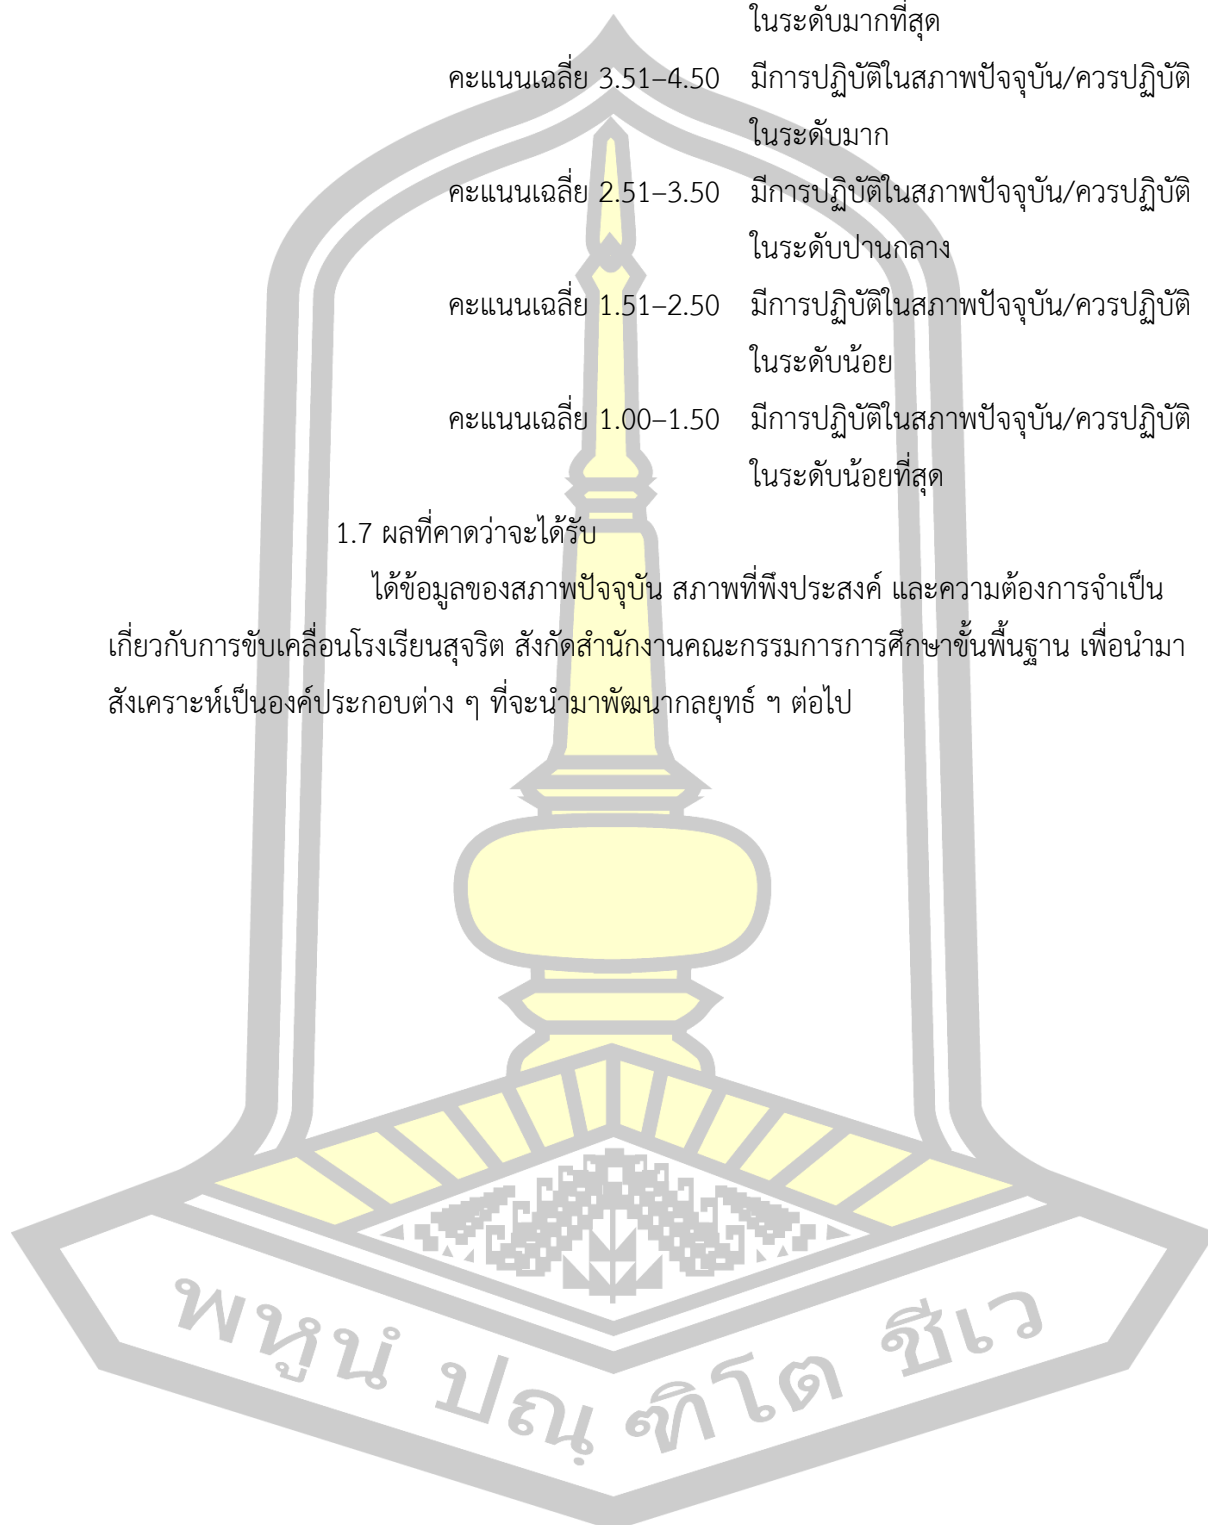 ในระดับมากที่สุด
คะแนนเฉลี่ย 3.51–4.50 มีการปฏิบัติในสภาพปัจจุบัน/ควรปฏิบัติ
ในระดับมาก
คะแนนเฉลี่ย 2.51–3.50 มีการปฏิบัติในสภาพปัจจุบัน/ควรปฏิบัติ
ในระดับปานกลาง
คะแนนเฉลี่ย 1.51–2.50 มีการปฏิบัติในสภาพปัจจุบัน/ควรปฏิบัติ
ในระดับน้อย
คะแนนเฉลี่ย 1.00–1.50 มีการปฏิบัติในสภาพปัจจุบัน/ควรปฏิบัติ
ในระดับน้อยที่สุด
1.7 ผลที่คาดว่าจะได้รับ
ได้ข้อมูลของสภาพปัจจุบัน สภาพที่พึงประสงค์ และความต้องการจำเป็น
เกี่ยวกับการขับเคลื่อนโรงเรียนสุจริต สังกัดสำนักงานคณะกรรมการการศึกษาขั้นพื้นฐาน เพื่อนำมา
สังเคราะห์เป็นองค์ประกอบต่าง ๆ ที่จะนำมาพัฒนากลยุทธ์ ฯ ต่อไป
พหูนํ ปณฺฑิโต ชีเว